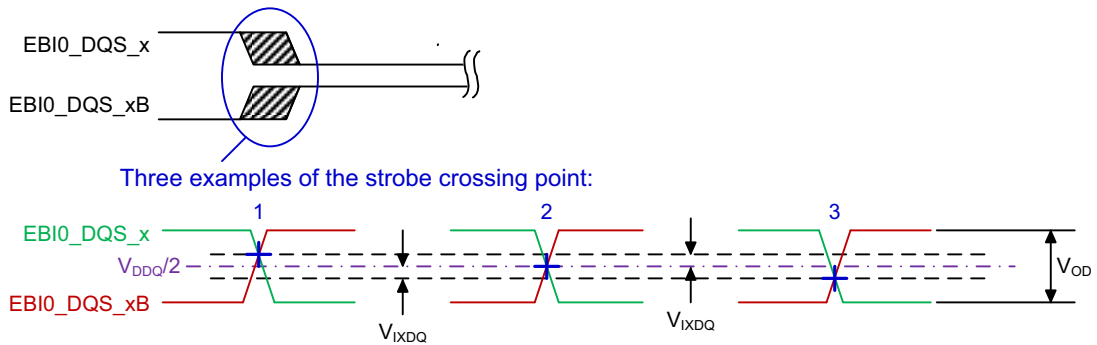 EBI0_DQS_x
EBI0_DQS_xB
Three examples of the strobe crossing point:
1 2 3
EBI0_DQS_x
VDDQ/2
VOD
EBI0_DQS_xB
VIXDQ VIXDQ